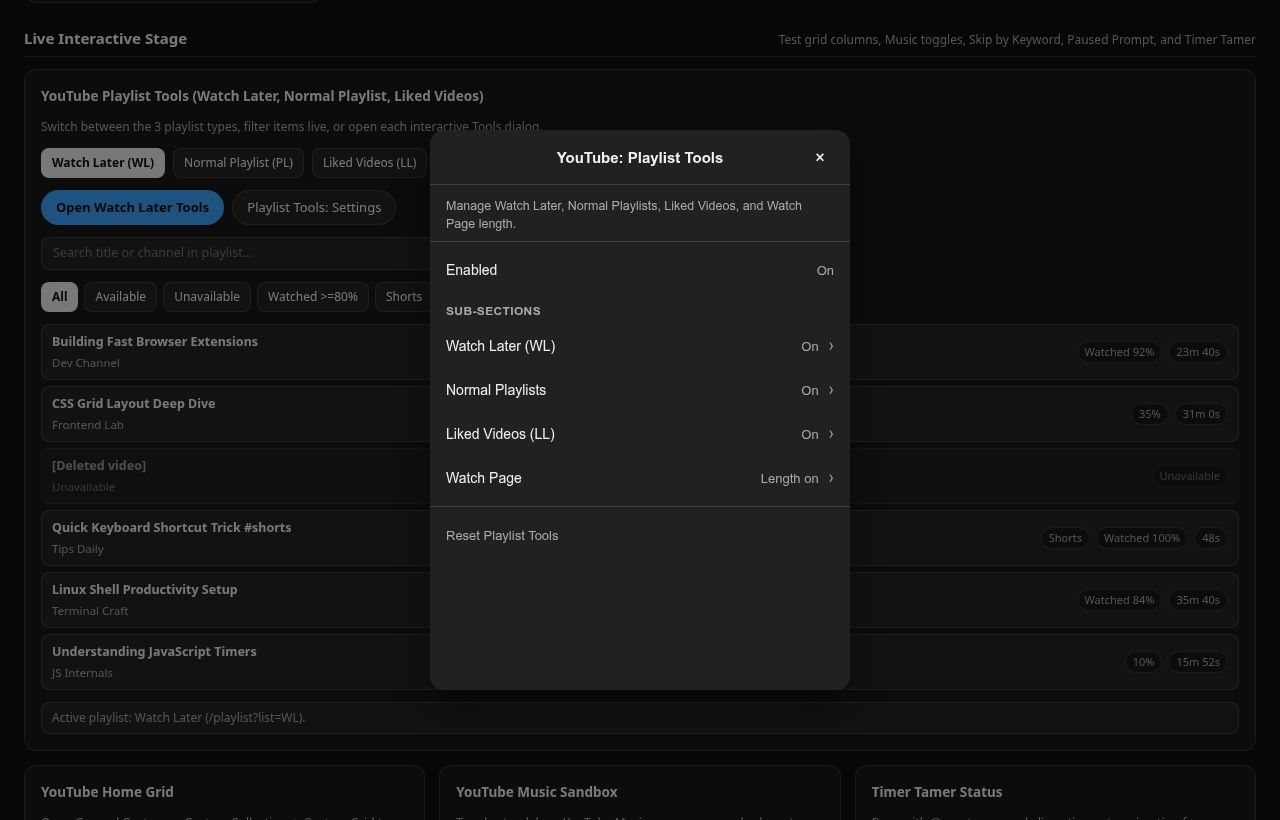 Live Interactive Stage
Test grid columns, Music toggles, Skip by Keyword, Paused Prompt, and Timer Tamer
YouTube Playlist Tools (Watch Later, Normal Playlist, Liked Videos)
Switch between the 3 playlist types, filter items live, or open each interactive Tools dialog.
Watch Later (WL)
Normal Playlist (PL)
Liked Videos (LL)
Open Watch Later Tools
Playlist Tools: Settings
Search title or channel in playlist...
All
Available
Unavailable
Watched >=80%
Shorts
Building Fast Browser Extensions
Dev Channel
Watched 92%
23m 40s
CSS Grid Layout Deep Dive
Frontend Lab
35%
31m 0s
[Deleted video]
Unavailable
Unavailable
Quick Keyboard Shortcut Trick #shorts
Tips Daily
Shorts
Watched 100%
48s
Linux Shell Productivity Setup
Terminal Craft
Watched 84%
35m 40s
Understanding JavaScript Timers
JS Internals
10%
15m 52s
Active playlist: Watch Later (/playlist?list=WL).
YouTube: Playlist Tools
×
Manage Watch Later, Normal Playlists, Liked Videos, and Watch
Page length.
Enabled
On
SUB-SECTIONS
Watch Later (WL)
On ›
Normal Playlists
On ›
Liked Videos (LL)
On ›
Watch Page
Length on ›
Reset Playlist Tools
YouTube Home Grid
YouTube Music Sandbox
Timer Tamer Status